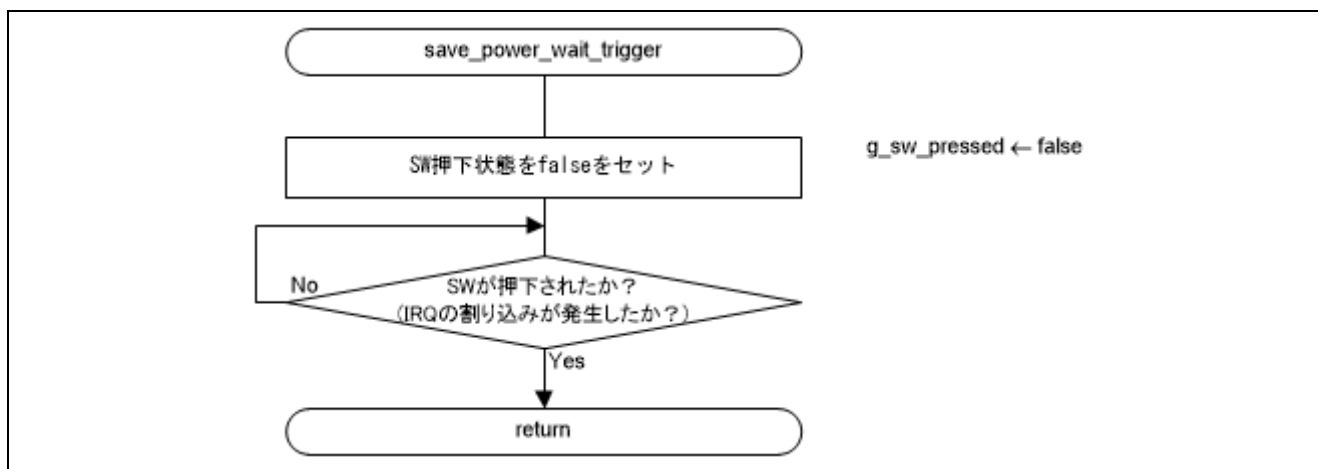 save_power_wait_trigger
SW押下状態をfalseをセット
g_sw_pressed ← false
No
SWが押下されたか？
(IRQの割り込みが発生したか？)
Yes
return